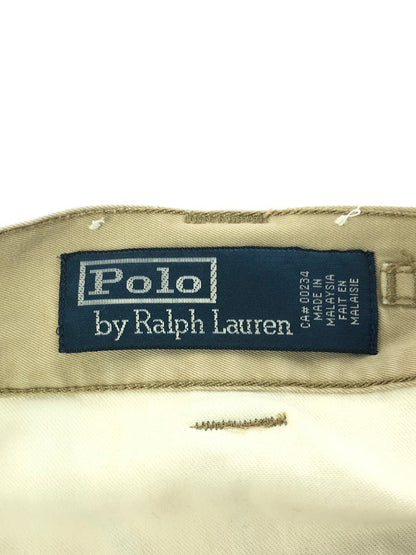 Polo
by Ralph Lauren
CA# 00234
MADE IN
MALAYSIA
FAIT EN
MALAISIE